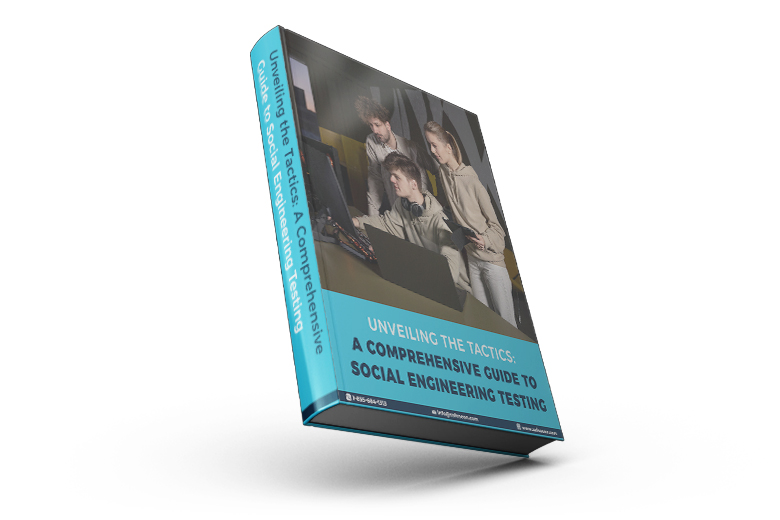 Unveiling the Tactics: A Comprehensive
Guide to Social Engineering Testing
UNVEILING THE TACTICS:
A COMPREHENSIVE GUIDE TO
SOCIAL ENGINEERING TESTING